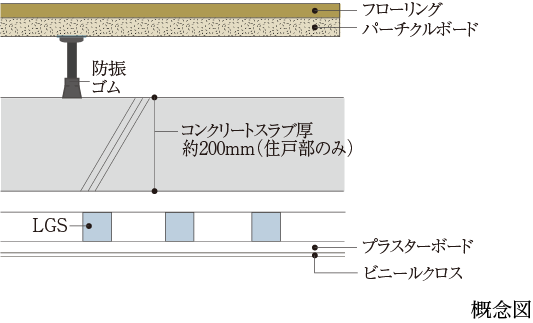 フローリング
パーチクルボード
防振
ゴム
コンクリートスラブ厚
約200mm（住戸部のみ）
LGS
プラスターボード
ビニールクロス
概念図